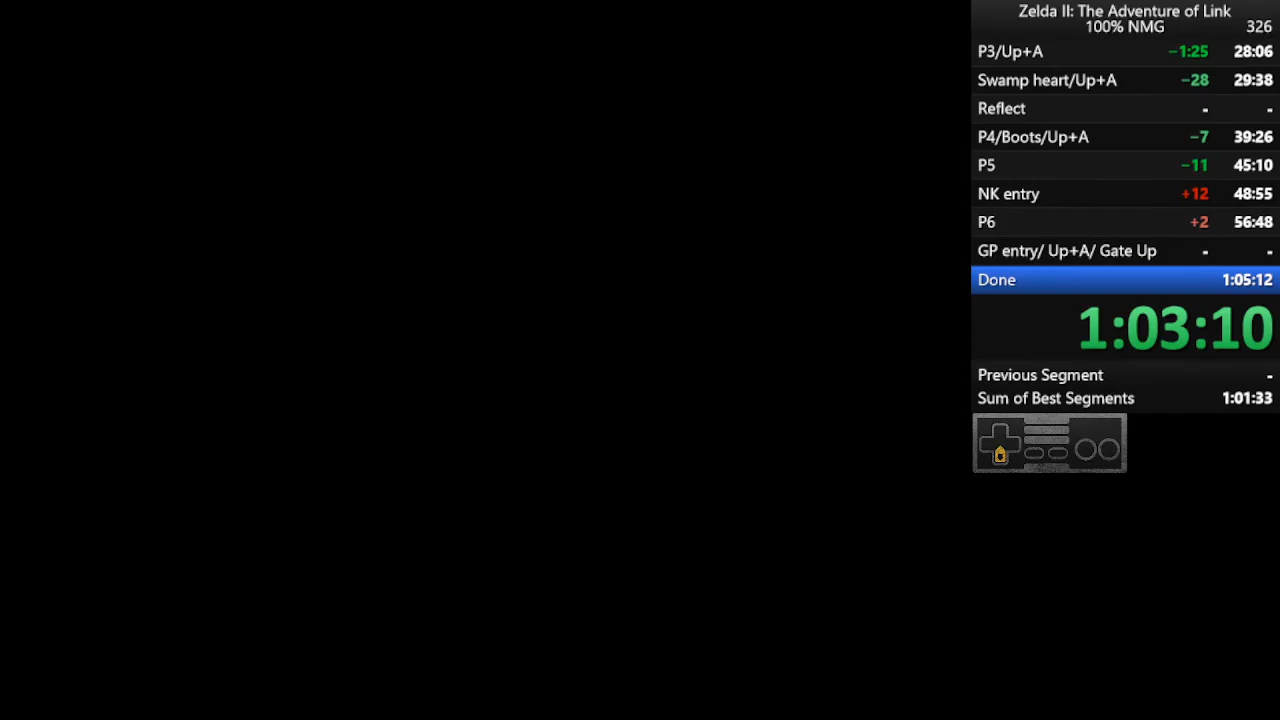 Zelda II: The Adventure of Link
100% NMG 326
P3/Up+A −1:25 28:06
Swamp heart/Up+A −28 29:38
Reflect - -
P4/Boots/Up+A −7 39:26
P5 −11 45:10
NK entry +12 48:55
P6 +2 56:48
GP entry/ Up+A/ Gate Up - -
Done 1:05:12
1:03:10
Previous Segment -
Sum of Best Segments 1:01:33